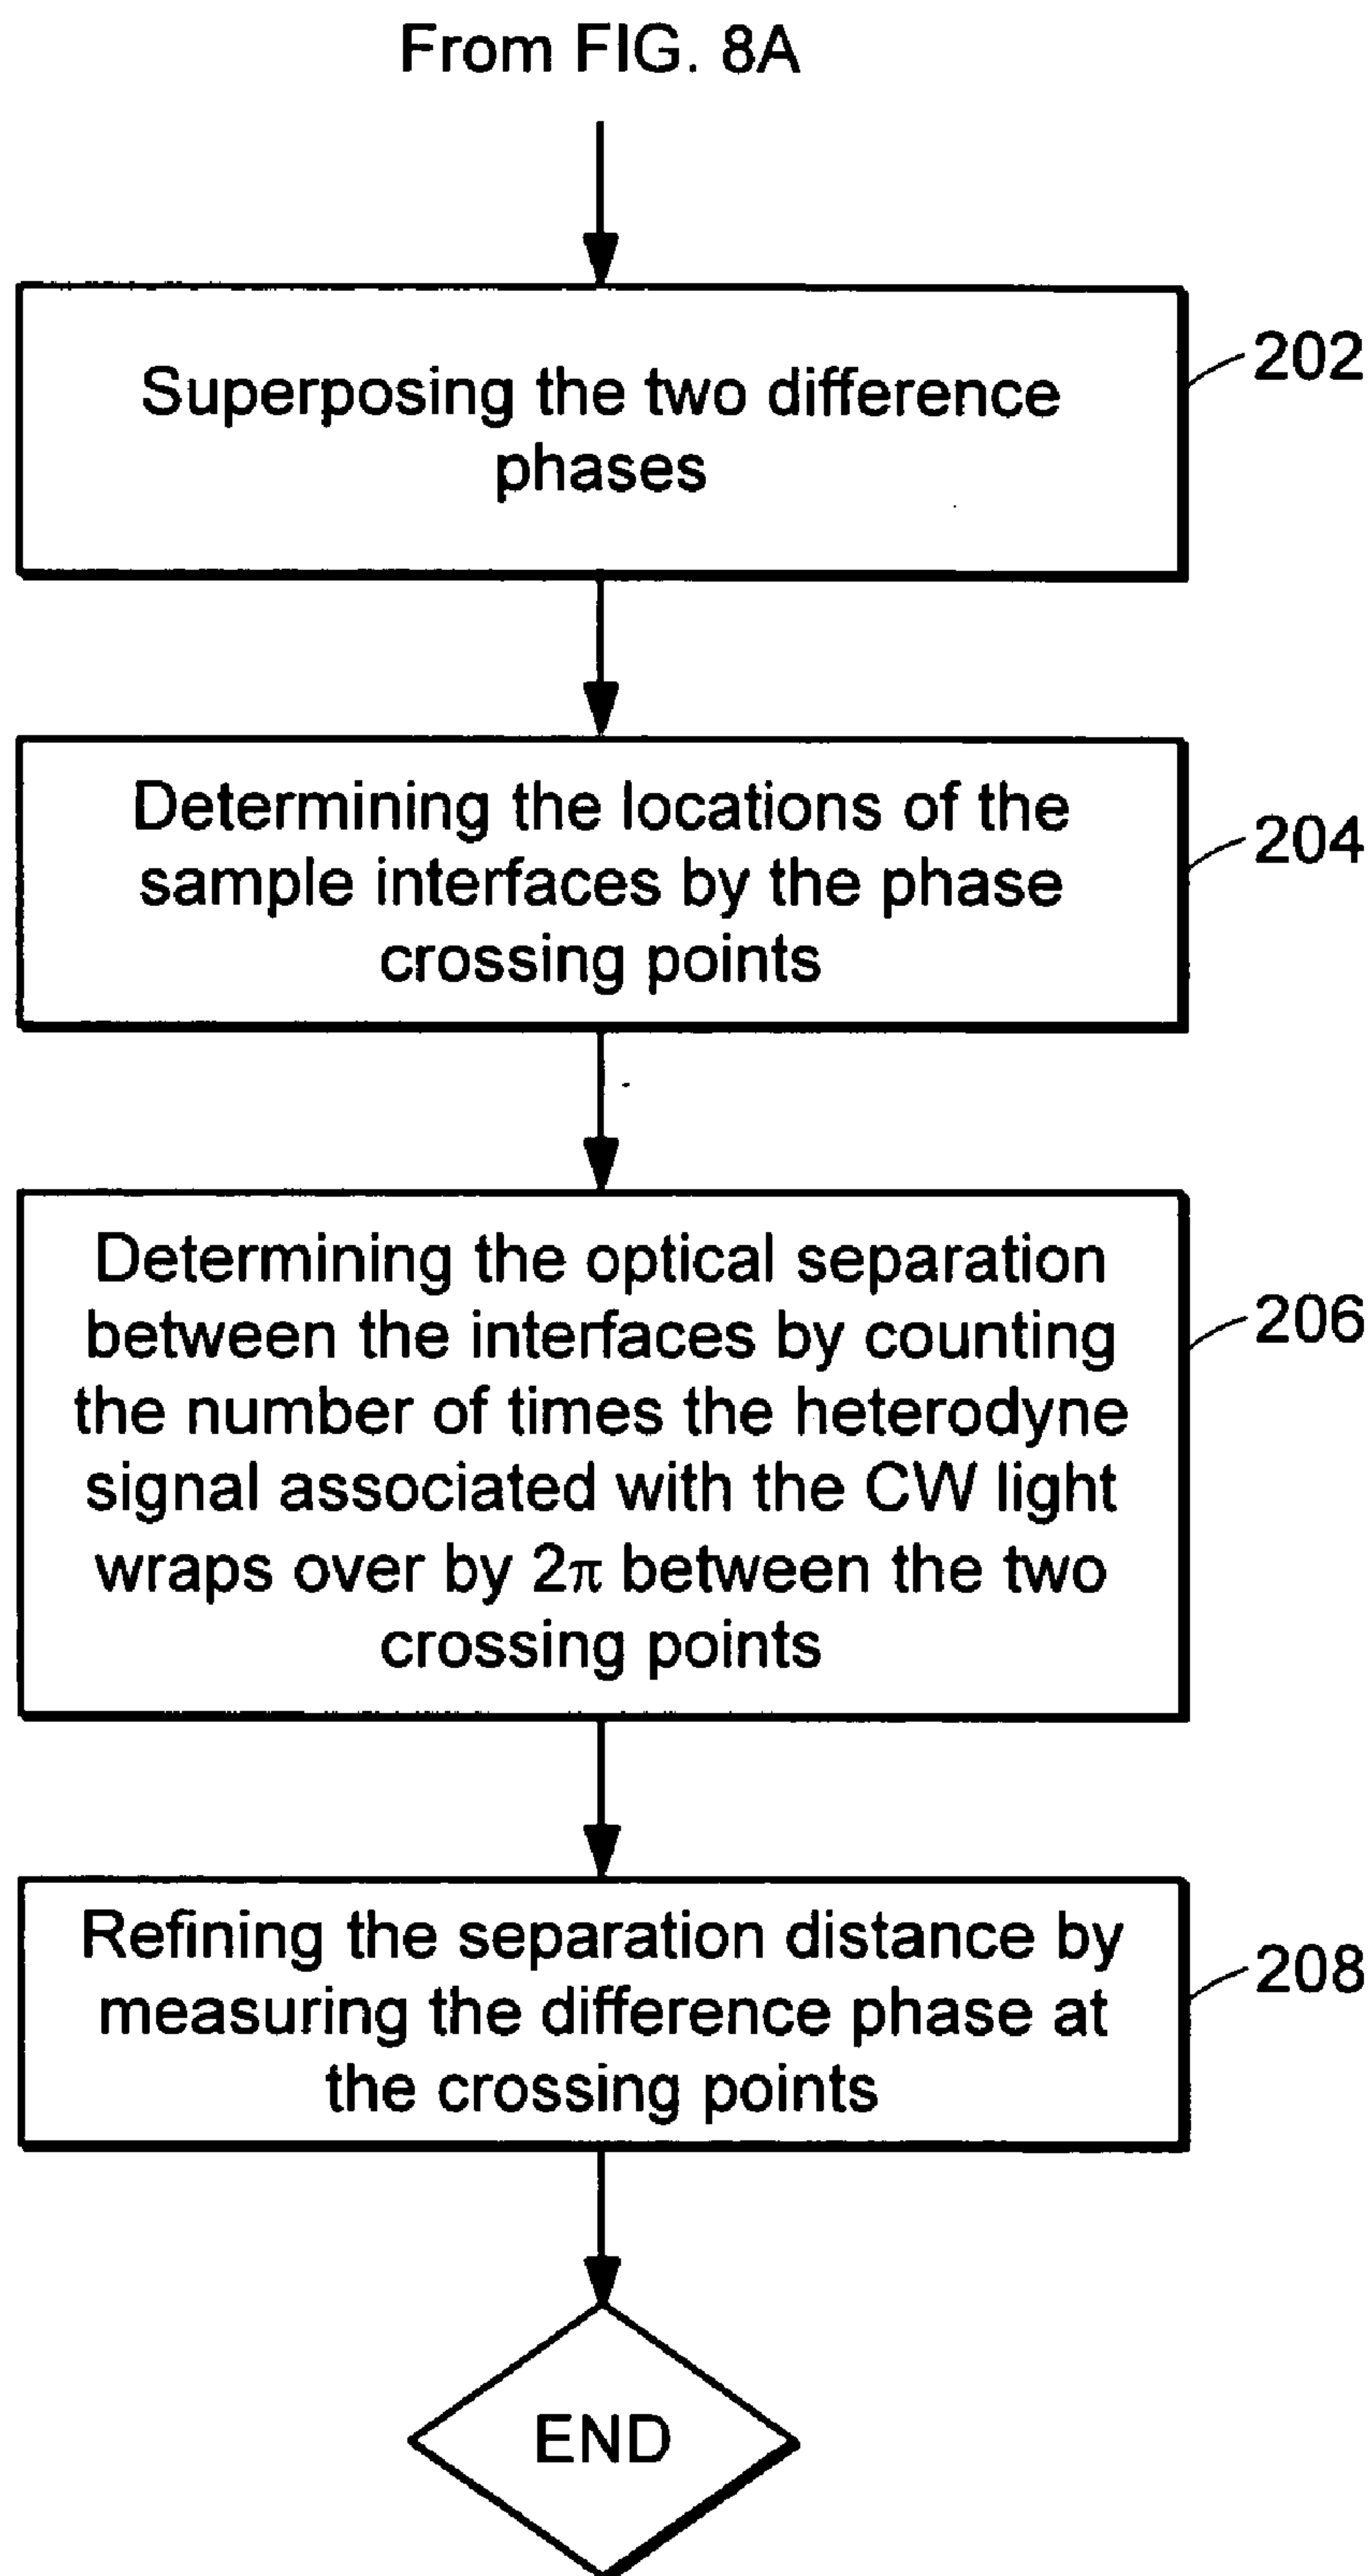 From FIG. 8A
Superposing the two difference
phases
202
Determining the locations of the
sample interfaces by the phase
crossing points
204
Determining the optical separation
between the interfaces by counting
the number of times the heterodyne
signal associated with the CW light
wraps over by 2π between the two
crossing points
206
Refining the separation distance by
measuring the difference phase at
the crossing points
208
END